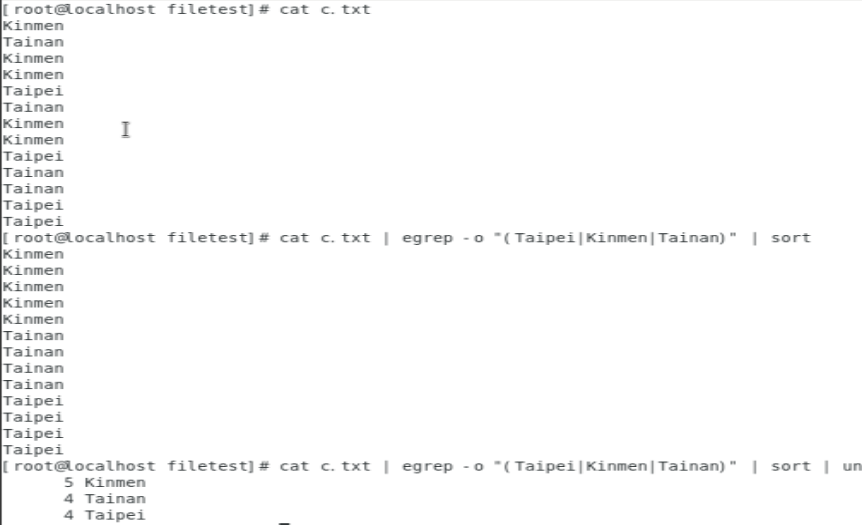 [root@localhost filetest]# cat c.txt
Kinmen
Tainan
Kinmen
Kinmen
Taipei
Tainan
Kinmen
Kinmen
Taipei
Tainan
Tainan
Taipei
Taipei
[root@localhost filetest]# cat c.txt | egrep -o "(Taipei|Kinmen|Tainan)" | sort
Kinmen
Kinmen
Kinmen
Kinmen
Kinmen
Tainan
Tainan
Tainan
Tainan
Taipei
Taipei
Taipei
Taipei
[root@localhost filetest]# cat c.txt | egrep -o "(Taipei|Kinmen|Tainan)" | sort | un
5 Kinmen
4 Tainan
4 Taipei